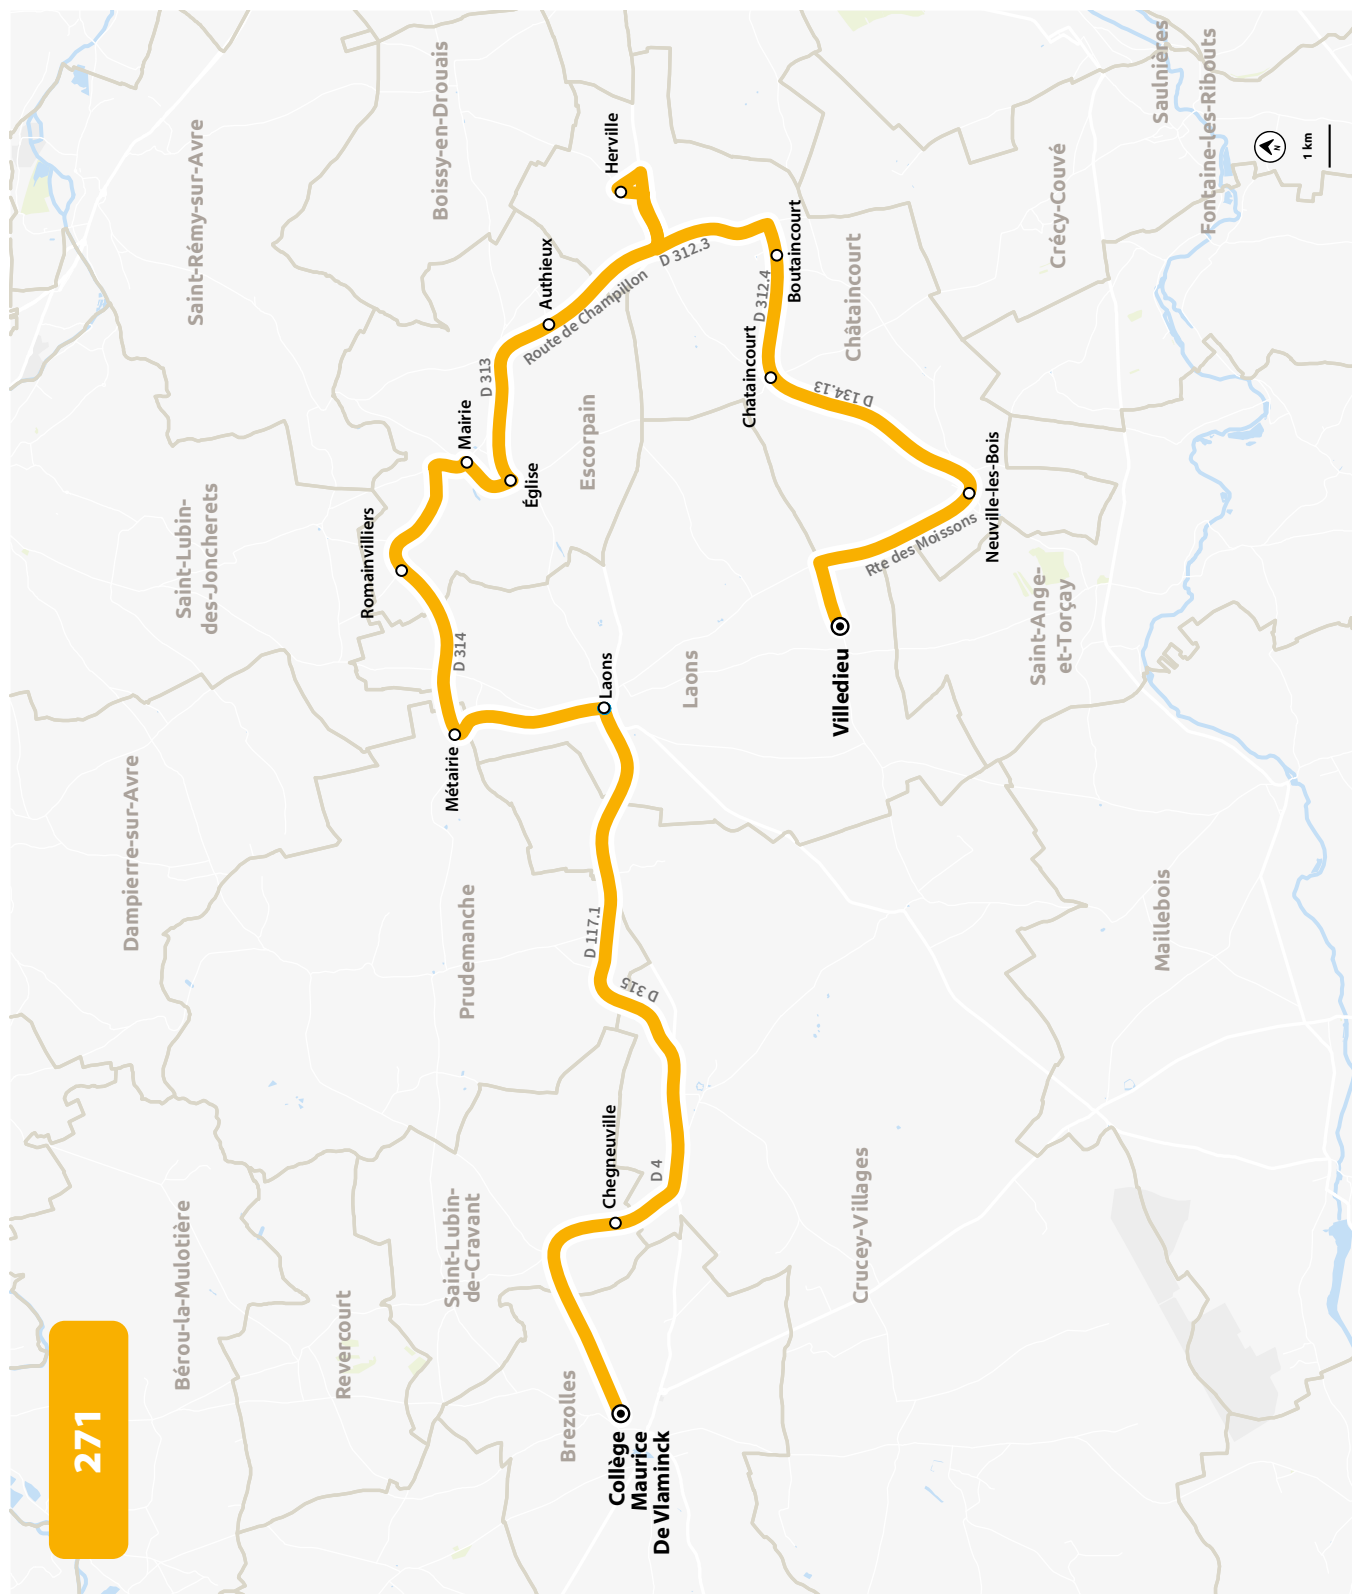 271
Saint-Rémy-sur-Avre
Boissy-en-Drouais
Saulnières
Fontaine-les-Ribouts
Crécy-Couvé
Châtaincourt
Escorpain
Saint-Lubin-
des-Joncherets
Saint-Ange-
et-Torçay
Laons
Dampierre-sur-Avre
Prudemanche
Maillebois
Bérou-la-Mulotière
Revercourt
Saint-Lubin-
de-Cravant
Crucey-Villages
Brezolles
Collège
Maurice
De Vlaminck
Chegneuville
D 4
D 315
D 117.1
Laons
Métairie
D 314
Romainvilliers
Mairie
Église
D 313
Authieux
Route de Champillon
Herville
D 312.3
Boutaincourt
D 312.4
Chataincourt
D 134.13
Neuville-les-Bois
Rte des Moissons
Villedieu
N
1 km